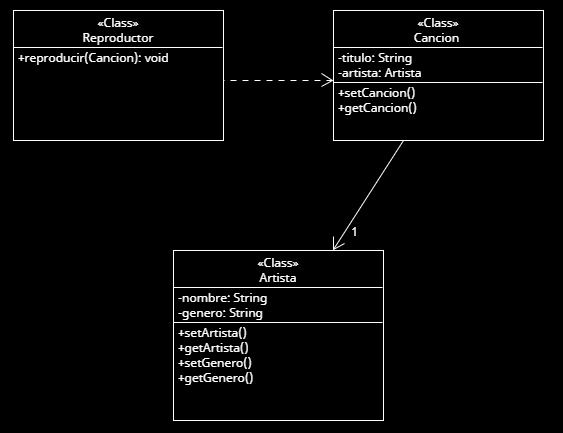 «Class»
Reproductor
+reproducir(Cancion): void
«Class»
Cancion
-titulo: String
-artista: Artista
+setCancion()
+getCancion()
1
«Class»
Artista
-nombre: String
-genero: String
+setArtista()
+getArtista()
+setGenero()
+getGenero()